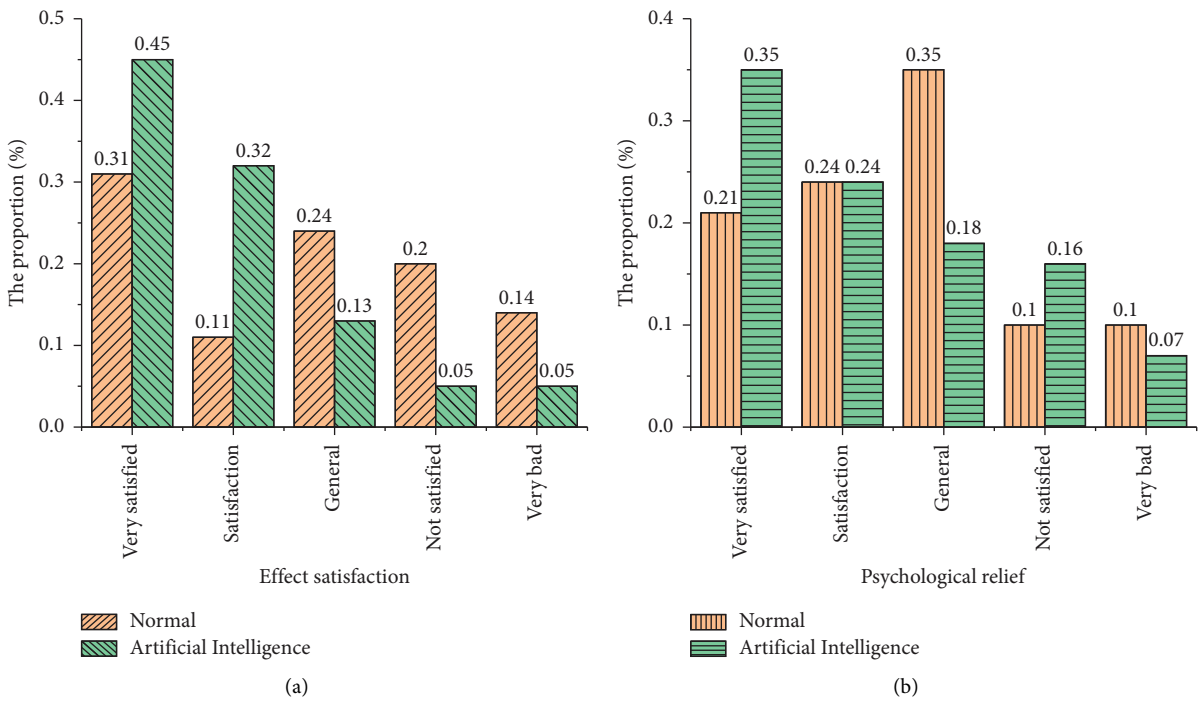 The proportion (%)
0.5
0.4
0.3
0.2
0.1
0.0
0.31
0.45
0.11
0.32
0.24
0.13
0.2
0.05
0.14
0.05
Very satisfied
Satisfaction
General
Not satisfied
Very bad
Effect satisfaction
Normal
Artificial Intelligence
(a)
The proportion (%)
0.4
0.3
0.2
0.1
0.0
0.21
0.35
0.24
0.24
0.35
0.18
0.1
0.16
0.1
0.07
Very satisfied
Satisfaction
General
Not satisfied
Very bad
Psychological relief
Normal
Artificial Intelligence
(b)